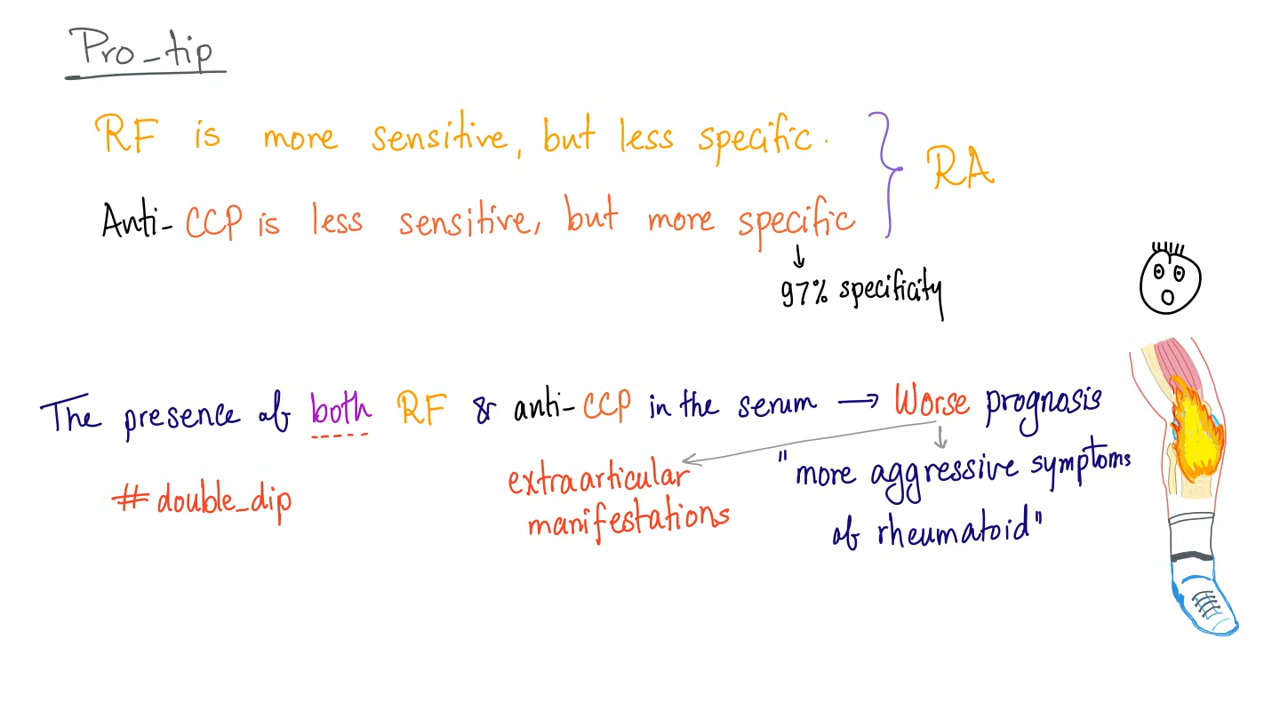 Pro-tip
RF is more sensitive, but less specific.
RA
Anti-CCP is less sensitive, but more specific
97% specificity
The presence of both RF & anti-CCP in the serum → Worse prognosis
"more aggressive symptoms
of rheumatoid"
extraarticular
manifestations
#double_dip